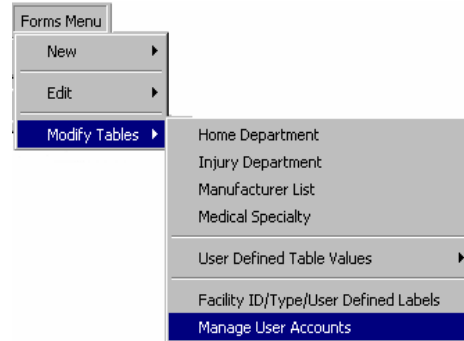 Forms Menu
New
Edit
Modify Tables
Home Department
Injury Department
Manufacturer List
Medical Specialty
User Defined Table Values
Facility ID/Type/User Defined Labels
Manage User Accounts